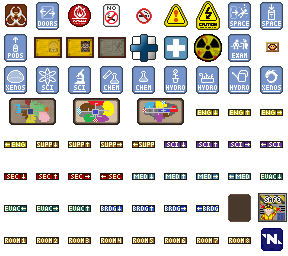 DOORS NO SPACE SPACE
PODS EXAM
XENOS SCI SCI CHEM CHEM HYDRO HYDRO HYDRO XENOS
ENG ↓ ENG ↑ ENG →
← ENG SUPP ↓ SUPP ↑ SUPP → ← SUPP SCI ↓ SCI ↑ SCI → ← SCI
SEC ↓ SEC ↑ SEC → ← SEC MED ↓ MED ↑ MED → ← MED EVAC ↓
EVAC ← EVAC ↑ EVAC → BRDG ↓ BRDG ↑ BRDG → ← BRDG SAFE
ROOM 1 ROOM 2 ROOM 3 ROOM 4 ROOM 5 ROOM 6 ROOM 7 ROOM 8 N